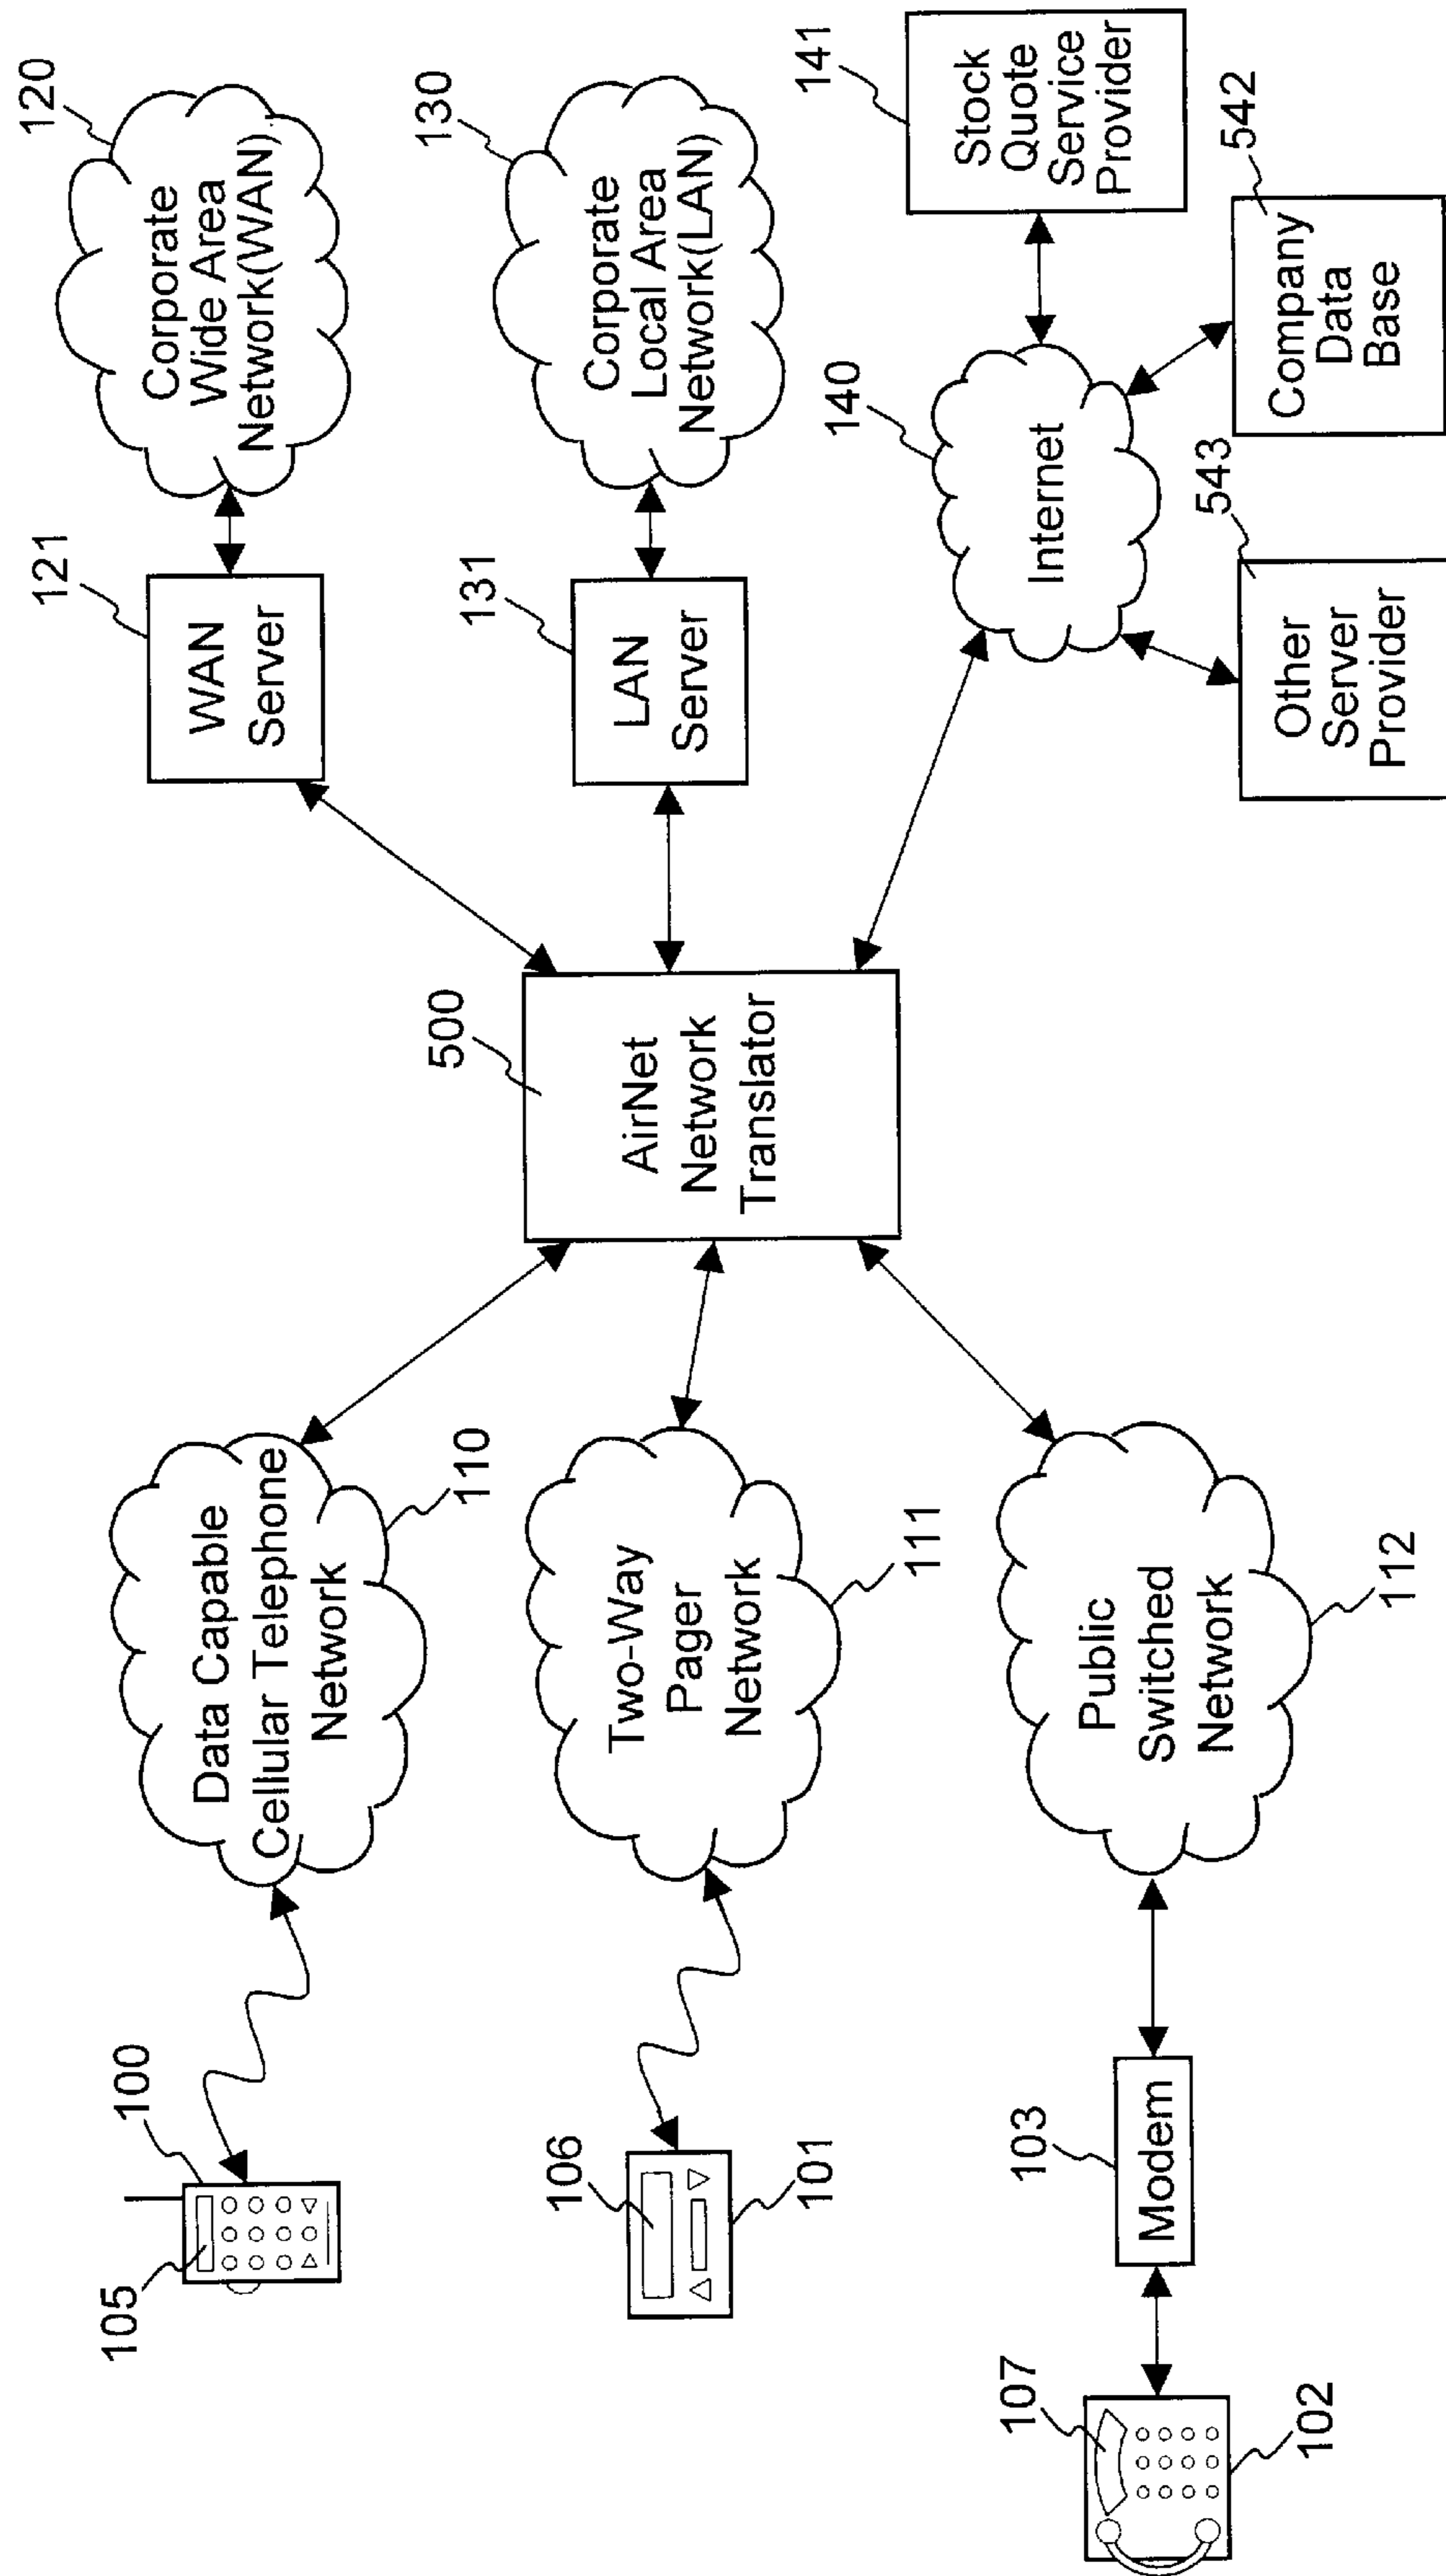 100
105
Data Capable
Cellular Telephone
Network
110
106
101
Two-Way
Pager
Network
111
107
102
103
Modem
Public
Switched
Network
112
500
AirNet
Network
Translator
121
WAN
Server
120
Corporate
Wide Area
Network(WAN)
131
LAN
Server
130
Corporate
Local Area
Network(LAN)
140
Internet
141
Stock
Quote
Service
Provider
543
Other
Server
Provider
542
Company
Data
Base